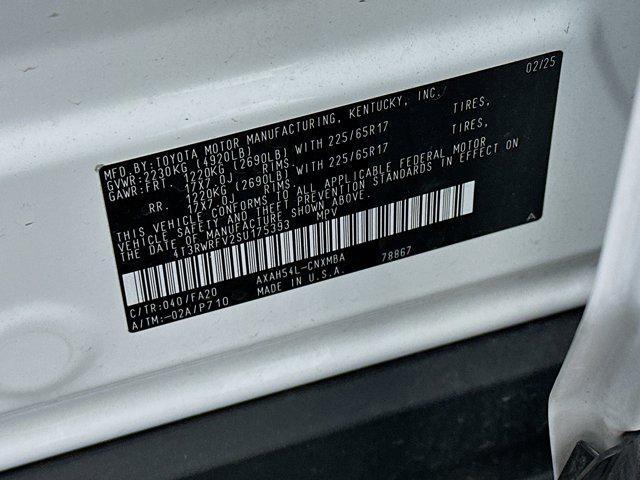 MFD.BY:TOYOTA MOTOR MANUFACTURING, KENTUCKY, INC. 02/25
GVWR:2230KG (4920LB)
GAWR:FRT. 1220KG (2690LB) WITH 225/65R17 TIRES,
17X7.0J RIMS.
RR. 1220KG (2690LB) WITH 225/65R17 TIRES,
17X7.0J RIMS.
THIS VEHICLE CONFORMS TO ALL APPLICABLE FEDERAL MOTOR
VEHICLE SAFETY AND THEFT PREVENTION STANDARDS IN EFFECT ON
THE DATE OF MANUFACTURE SHOWN ABOVE.
4T3RWRFV2SU175393 MPV
C/TR:040/FA20 AXAH54L-CNXMBA 78867
A/TM:-02A/P710 MADE IN U.S.A. A